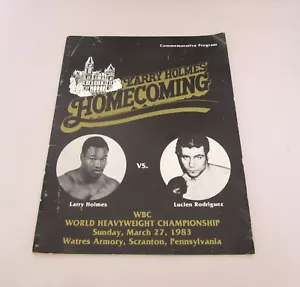 Commemorative Program
LARRY HOLMES'
HOMECOMING
VS.
Larry Holmes
Lucien Rodriguez
WBC
WORLD HEAVYWEIGHT CHAMPIONSHIP
Sunday, March 27, 1983
Watres Armory, Scranton, Pennsylvania